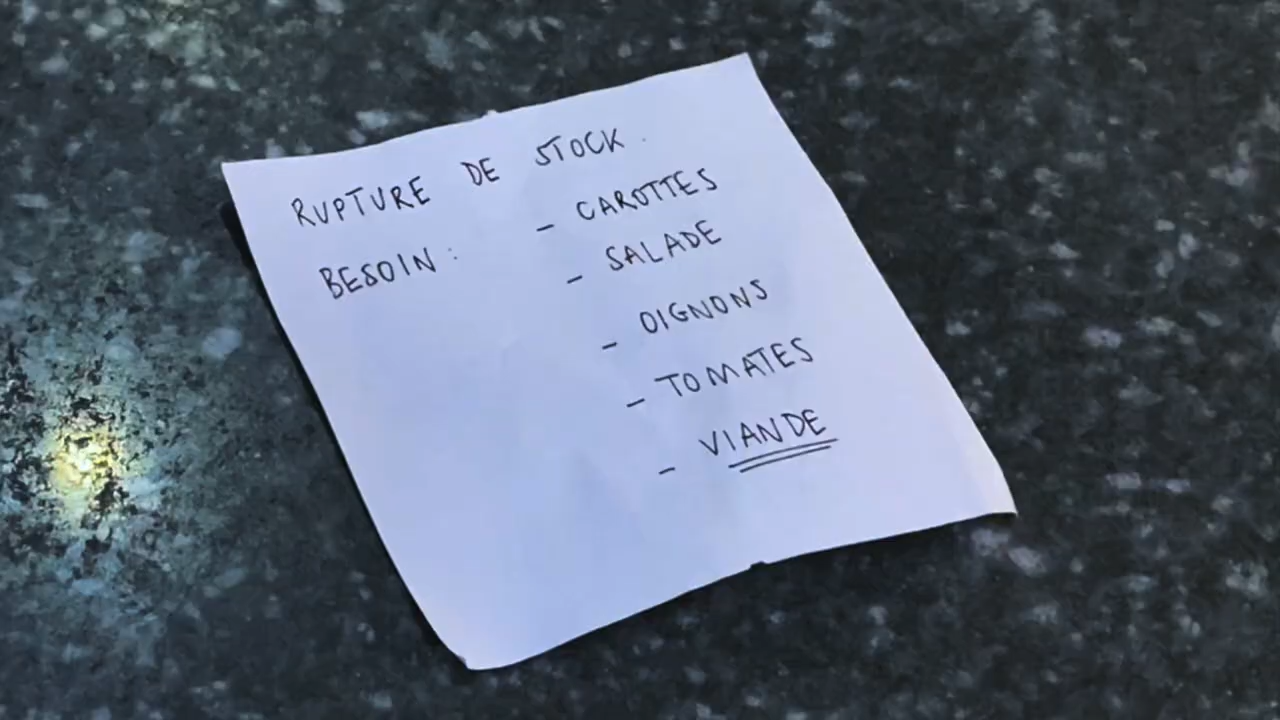 RUPTURE DE STOCK.
BESOIN : - CAROTTES
- SALADE
- OIGNONS
- TOMATES
- VIANDE